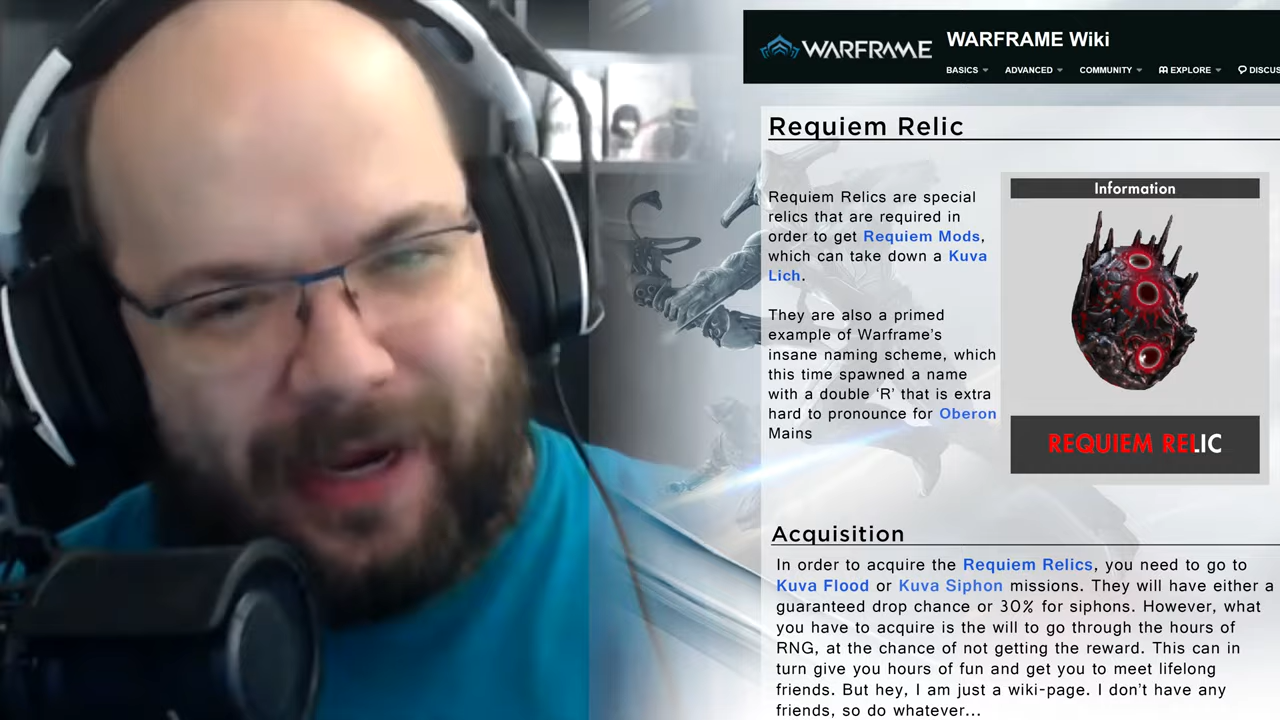 WARFRAME
WARFRAME Wiki
BASICS ADVANCED COMMUNITY EXPLORE DISCUS
Requiem Relic
Requiem Relics are special
relics that are required in
order to get Requiem Mods,
which can take down a Kuva
Lich.
They are also a primed
example of Warframe's
insane naming scheme, which
this time spawned a name
with a double ‘R’ that is extra
hard to pronounce for Oberon
Mains
Information
REQUIEM RELIC
Acquisition
In order to acquire the Requiem Relics, you need to go to
Kuva Flood or Kuva Siphon missions. They will have either a
guaranteed drop chance or 30% for siphons. However, what
you have to acquire is the will to go through the hours of
RNG, at the chance of not getting the reward. This can in
turn give you hours of fun and get you to meet lifelong
friends. But hey, I am just a wiki-page. I don't have any
friends, so do whatever...